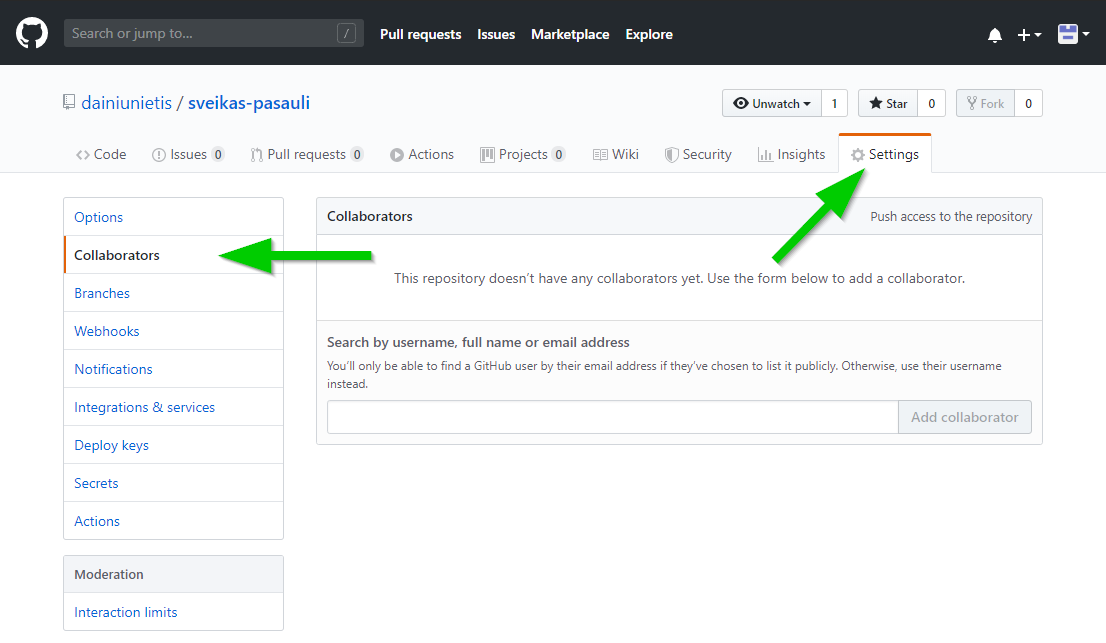 Search or jump to... / Pull requests Issues Marketplace Explore
dainiunietis / sveikas-pasauli Unwatch 1 Star 0 Fork 0
Code Issues 0 Pull requests 0 Actions Projects 0 Wiki Security Insights Settings
Options
Collaborators
Branches
Webhooks
Notifications
Integrations & services
Deploy keys
Secrets
Actions
Moderation
Interaction limits
Collaborators Push access to the repository
This repository doesn't have any collaborators yet. Use the form below to add a collaborator.
Search by username, full name or email address
You'll only be able to find a GitHub user by their email address if they've chosen to list it publicly. Otherwise, use their username
instead.
Add collaborator